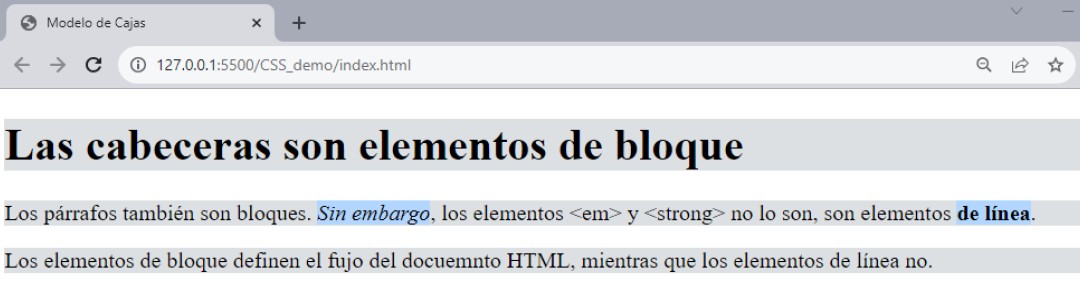 Modelo de Cajas
127.0.0.1:5500/CSS_demo/index.html
Las cabeceras son elementos de bloque
Los párrafos también son bloques. Sin embargo, los elementos <em> y <strong> no lo son, son elementos de línea.
Los elementos de bloque definen el fujo del docuemnto HTML, mientras que los elementos de línea no.